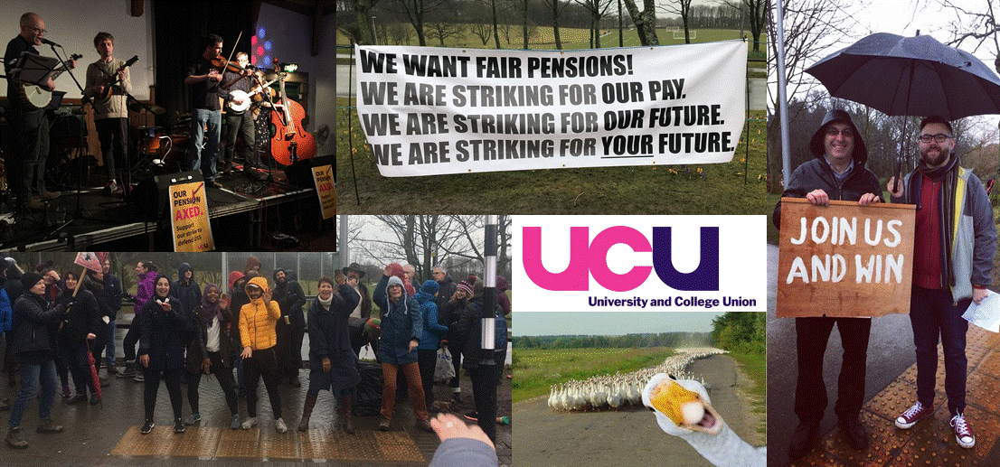 WE WANT FAIR PENSIONS!
WE ARE STRIKING FOR OUR PAY.
WE ARE STRIKING FOR OUR FUTURE.
WE ARE STRIKING FOR YOUR FUTURE.
OUR
PENSION
AXED.
Support
our strike to
defend USS
UCU
University and College Union
JOIN US
AND WIN